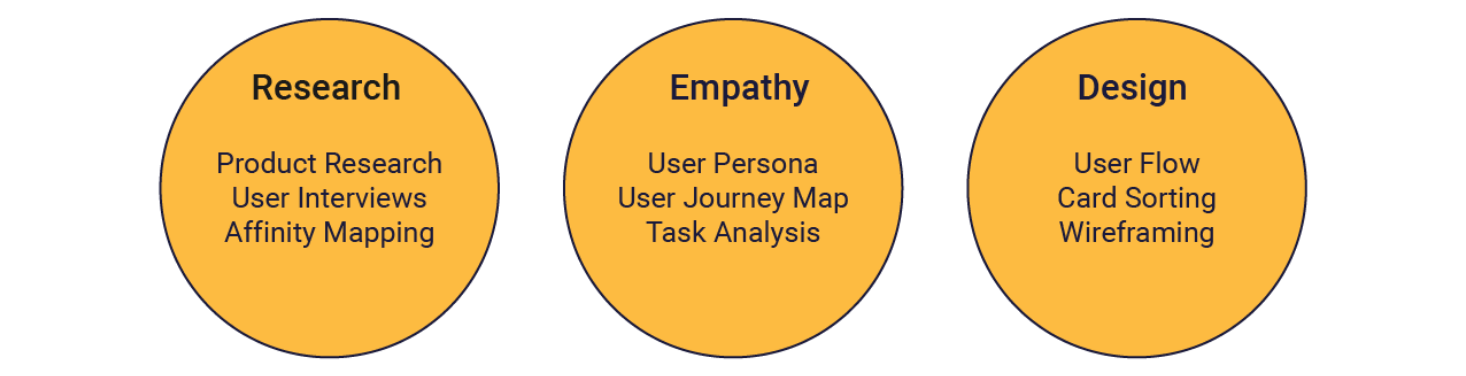 Research
Product Research
User Interviews
Affinity Mapping
Empathy
User Persona
User Journey Map
Task Analysis
Design
User Flow
Card Sorting
Wireframing